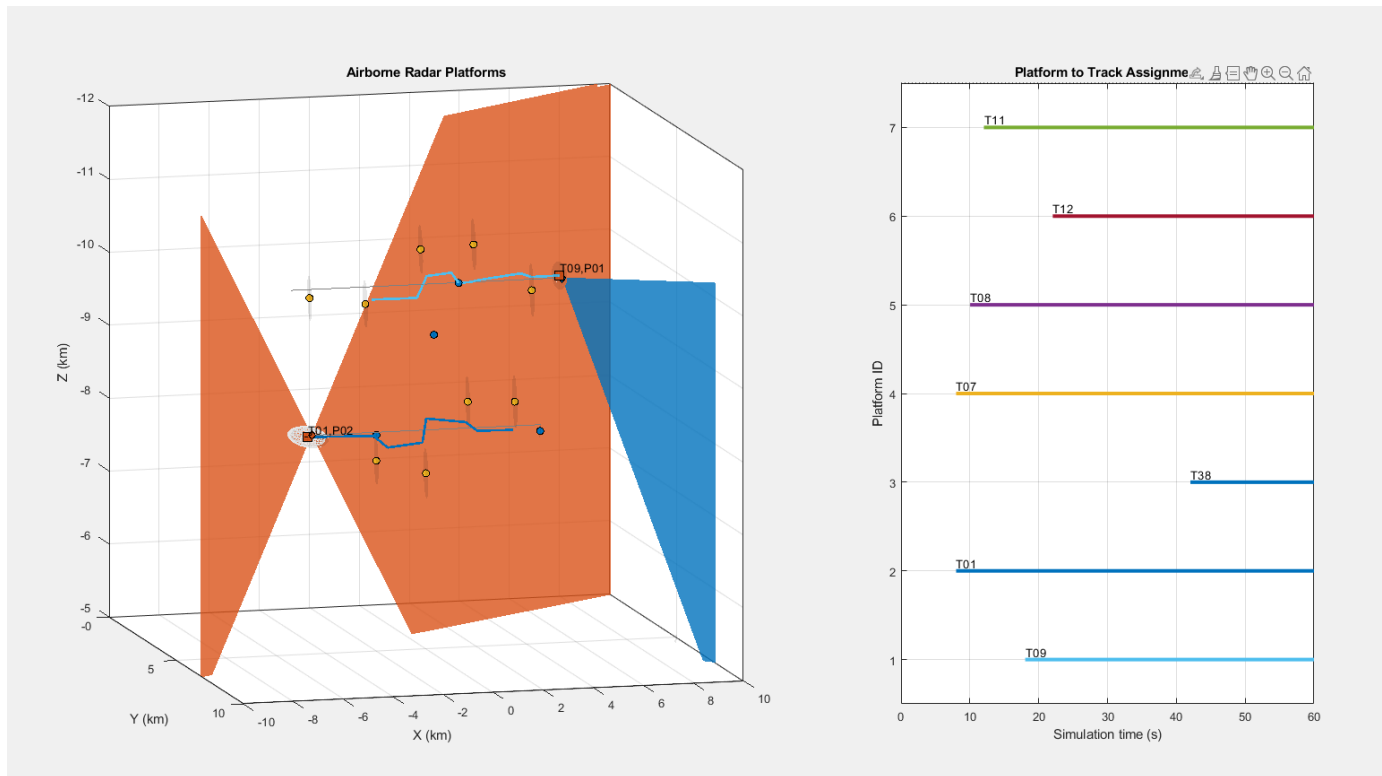 Airborne Radar Platforms
-12
-11
-10
-9
-8
-7
-6
-5
Z (km)
T09,P01
T01,P02
-0
5
10
Y (km)
-10
-8
-6
-4
-2
0
2
4
6
8
10
X (km)
Platform to Track Assignme
7
6
5
4
3
2
1
Platform ID
T11
T12
T08
T07
T38
T01
T09
0
10
20
30
40
50
60
Simulation time (s)